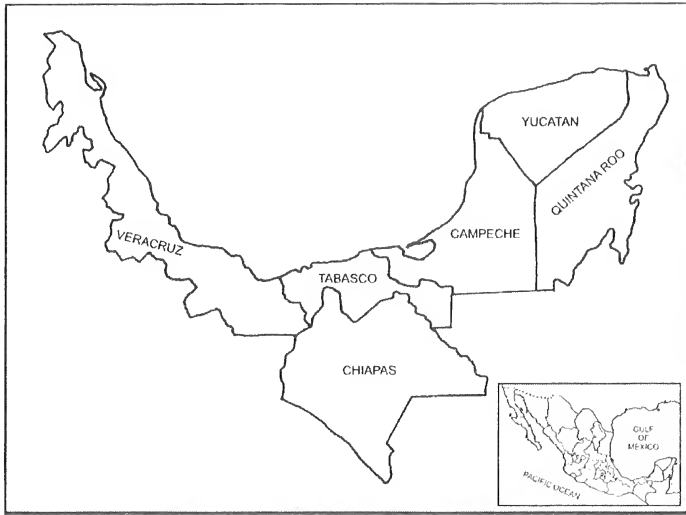 YUCATAN
QUINTANA ROO
VERACRUZ
CAMPECHE
TABASCO
CHIAPAS
GULF
OF
MEXICO
PACIFIC OCEAN